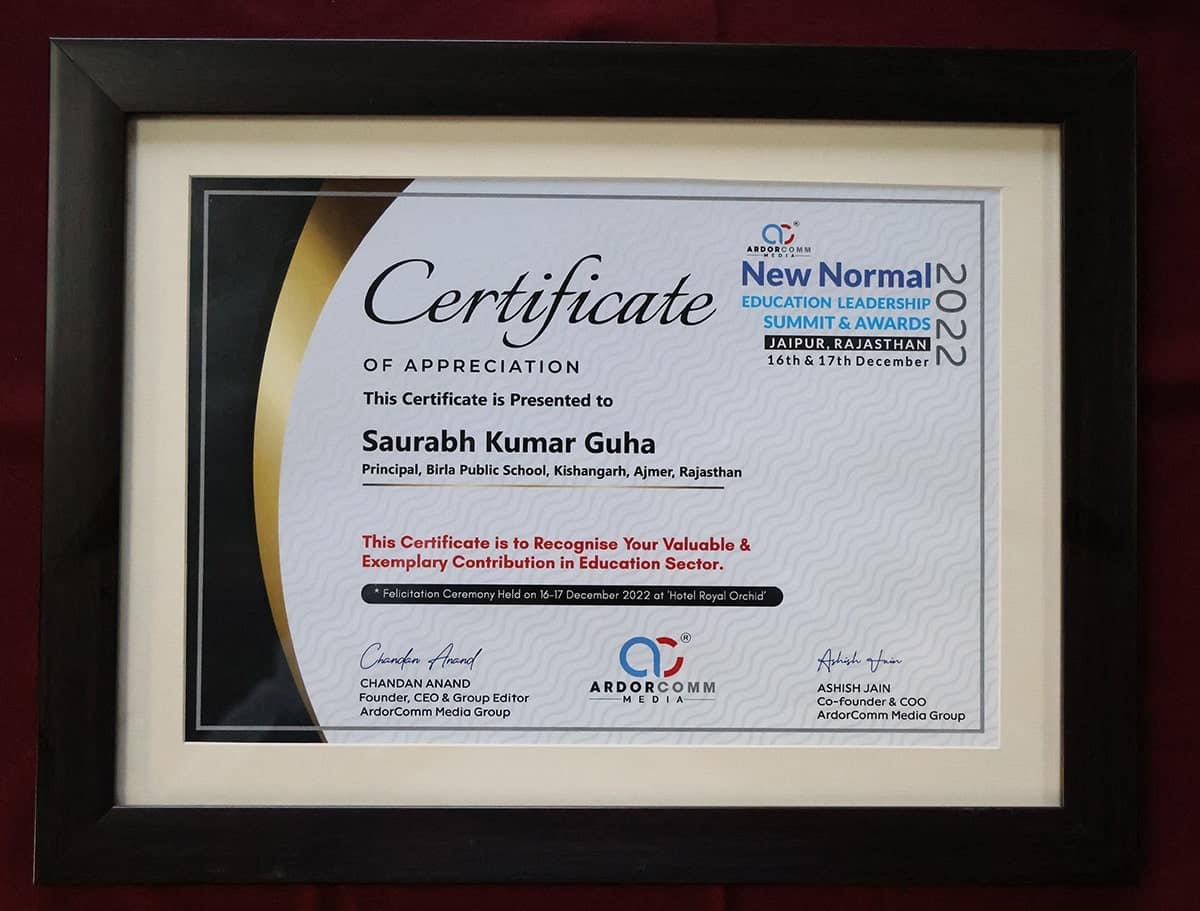 ARDORCOMM
MEDIA
New Normal
EDUCATION LEADERSHIP
SUMMIT & AWARDS
2022
JAIPUR, RAJASTHAN
16th & 17th December
Certificate
OF APPRECIATION
This Certificate is Presented to
Saurabh Kumar Guha
Principal, Birla Public School, Kishangarh, Ajmer, Rajasthan
This Certificate is to Recognise Your Valuable &
Exemplary Contribution in Education Sector.
* Felicitation Ceremony Held on 16-17 December 2022 at 'Hotel Royal Orchid'
Chandan Anand
CHANDAN ANAND
Founder, CEO & Group Editor
ArdorComm Media Group
ac®
ARDORCOMM
MEDIA
Ashish Jain
ASHISH JAIN
Co-founder & COO
ArdorComm Media Group